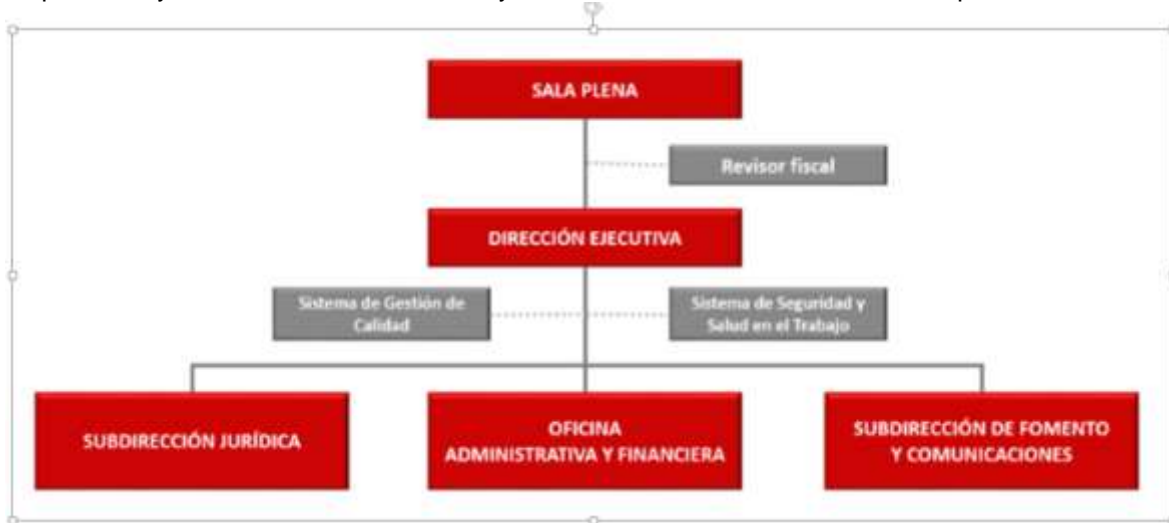 SALA PLENA
Revisor fiscal
DIRECCIÓN EJECUTIVA
Sistema de Gestión de
Calidad
Sistema de Seguridad y
Salud en el Trabajo
SUBDIRECCIÓN JURÍDICA
OFICINA
ADMINISTRATIVA Y FINANCIERA
SUBDIRECCIÓN DE FOMENTO
Y COMUNICACIONES